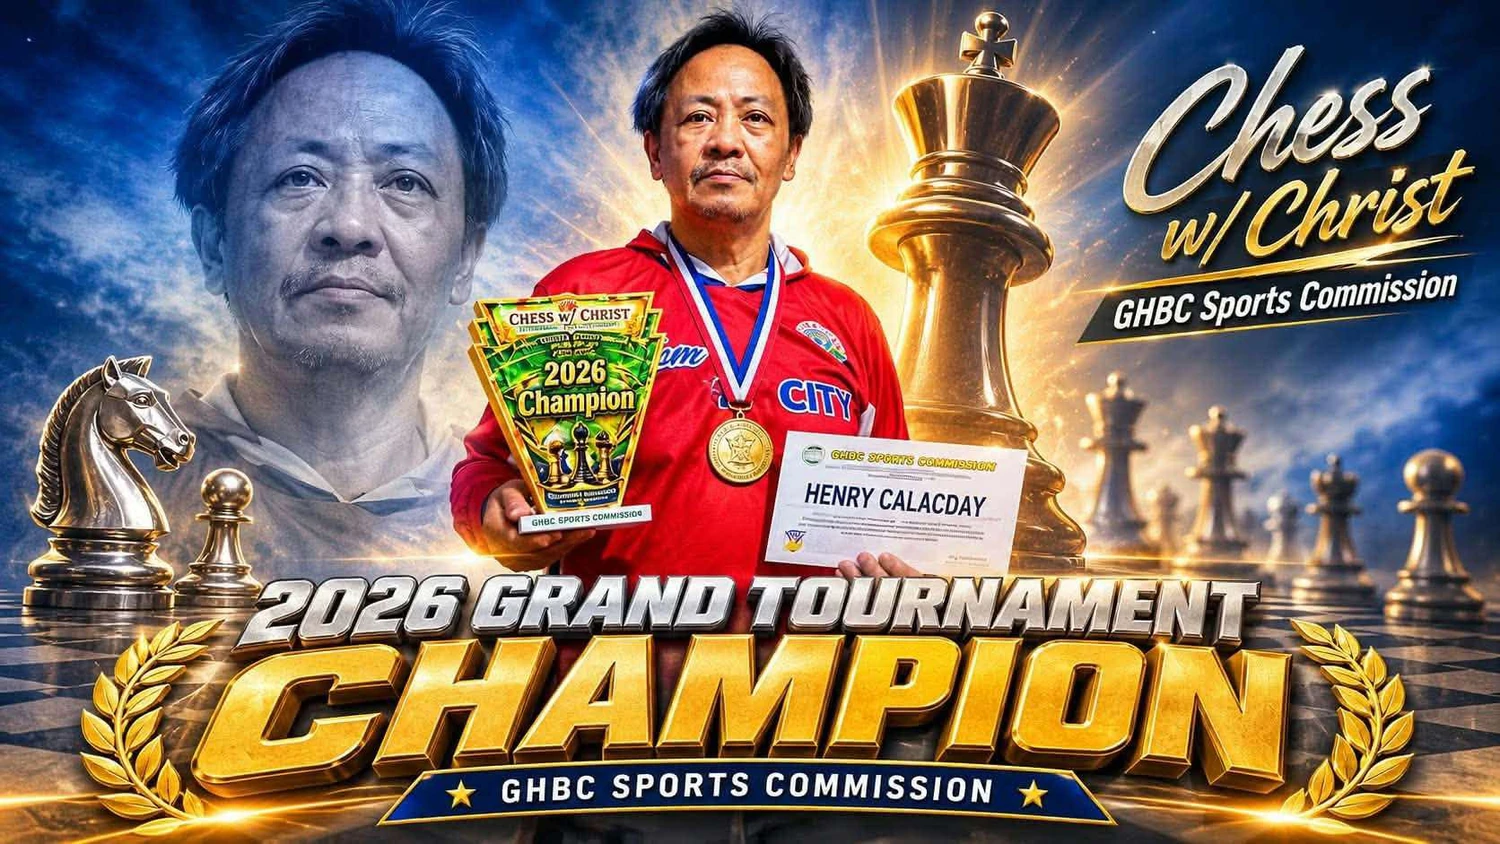 Chess
w/ Christ
GHBC Sports Commission
CHESS w/ CHRIST
2026
Champion
GHBC SPORTS COMMISSION
CITY
GHBC SPORTS COMMISSION
HENRY CALACDAY
2026 GRAND TOURNAMENT
CHAMPION
GHBC SPORTS COMMISSION